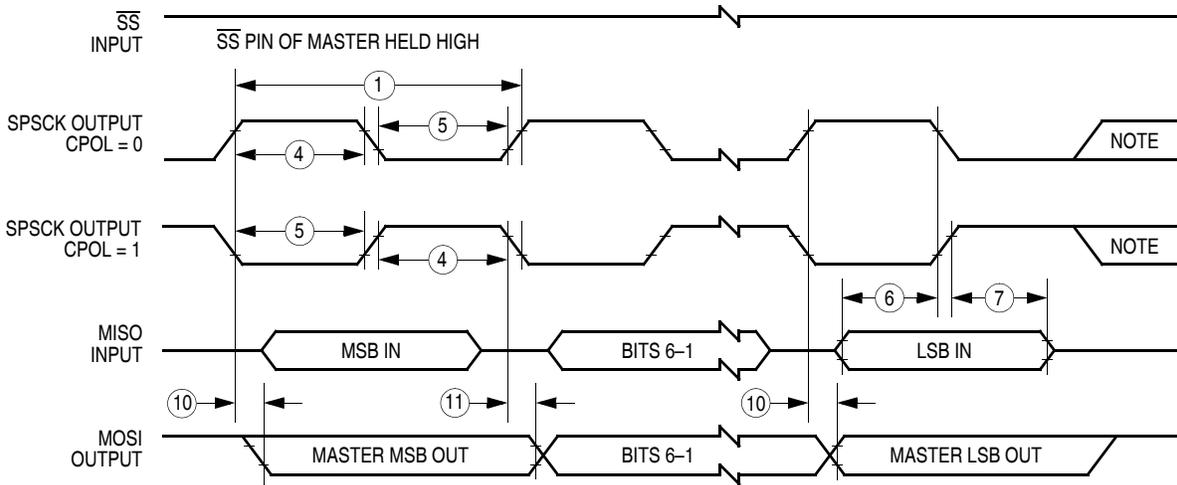 SS
INPUT
SS PIN OF MASTER HELD HIGH
1
SPSCK OUTPUT
CPOL = 0
5
4
NOTE
SPSCK OUTPUT
CPOL = 1
5
4
NOTE
6
7
MISO
INPUT
MSB IN
BITS 6–1
LSB IN
10
11
10
MOSI
OUTPUT
MASTER MSB OUT
BITS 6–1
MASTER LSB OUT